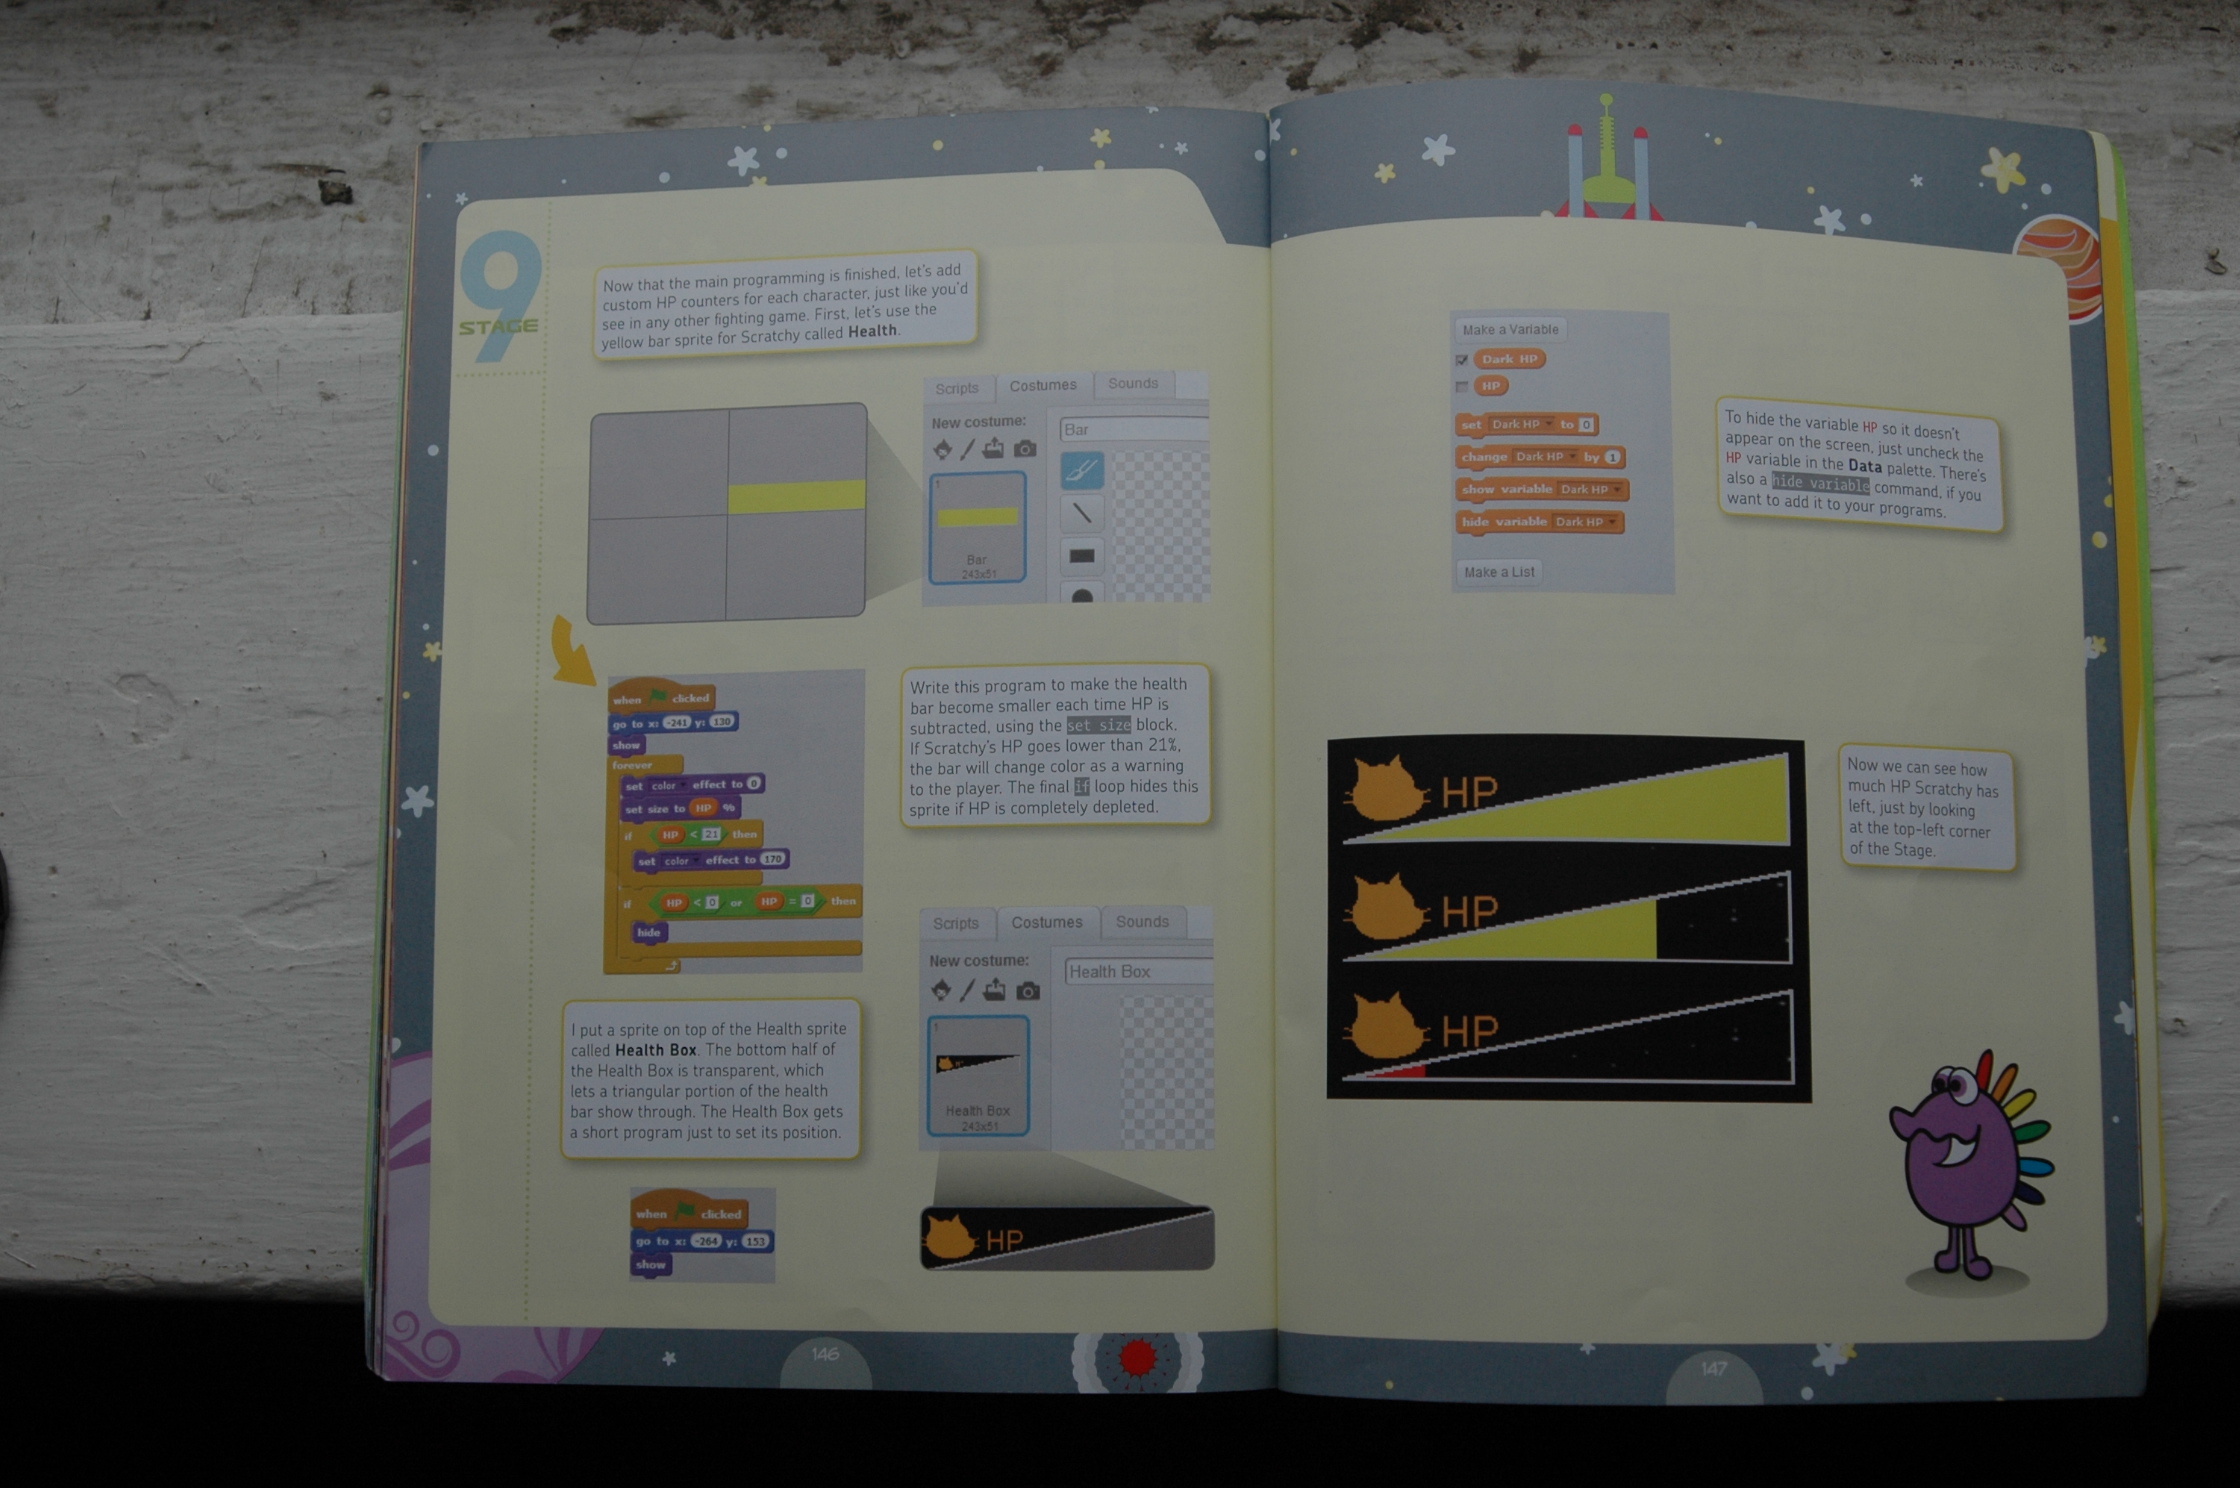 9
STAGE
Now that the main programming is finished, let's add
custom HP counters for each character, just like you'd
see in any other fighting game. First, let's use the
yellow bar sprite for Scratchy called Health.
Scripts Costumes Sounds
New costume:
Bar
1
Bar
243x51
when clicked
go to x: -241 y: 130
show
forever
set color effect to 0
set size to HP %
if HP < 21 then
set color effect to 170
if HP < 0 or HP = 0 then
hide
Write this program to make the health
bar become smaller each time HP is
subtracted, using the set size block.
If Scratchy's HP goes lower than 21%,
the bar will change color as a warning
to the player. The final if loop hides this
sprite if HP is completely depleted.
I put a sprite on top of the Health sprite
called Health Box. The bottom half of
the Health Box is transparent, which
lets a triangular portion of the health
bar show through. The Health Box gets
a short program just to set its position.
Scripts Costumes Sounds
New costume:
Health Box
1
Health Box
243x51
when clicked
go to x: -264 y: 153
show
HP
146
Make a Variable
Dark HP
HP
set Dark HP to 0
change Dark HP by 1
show variable Dark HP
hide variable Dark HP
Make a List
To hide the variable HP so it doesn't
appear on the screen, just uncheck the
HP variable in the Data palette. There's
also a hide variable command, if you
want to add it to your programs.
HP
HP
HP
Now we can see how
much HP Scratchy has
left, just by looking
at the top-left corner
of the Stage.
147